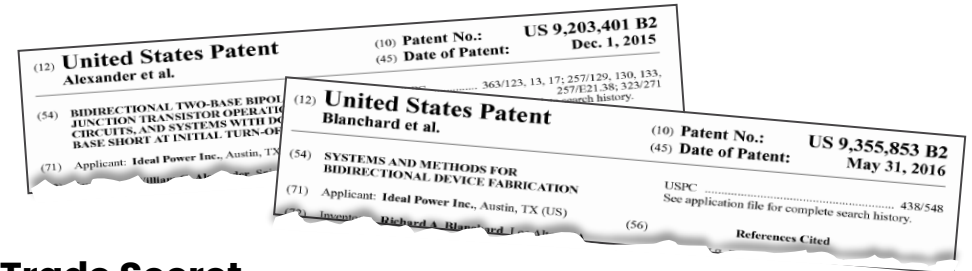 (12) United States Patent
Alexander et al.
(10) Patent No.: US 9,203,401 B2
(45) Date of Patent: Dec. 1, 2015
(54) BIDIRECTIONAL TWO-BASE BIPOL
JUNCTION TRANSISTOR OPERATIO
CIRCUITS, AND SYSTEMS WITH DO
BASE SHORT AT INITIAL TURN-OF
(71) Applicant: Ideal Power Inc., Austin, TX
363/123, 13, 17; 257/129, 130, 133,
257/E21.38; 323/271
search history.
(12) United States Patent
Blanchard et al.
(10) Patent No.: US 9,355,853 B2
(45) Date of Patent: May 31, 2016
(54) SYSTEMS AND METHODS FOR
BIDIRECTIONAL DEVICE FABRICATION
(71) Applicant: Ideal Power Inc., Austin, TX (US)
Richard A. Blanchard
USPC .......................................................... 438/548
See application file for complete search history.
(56) References Cited
Trade Secret